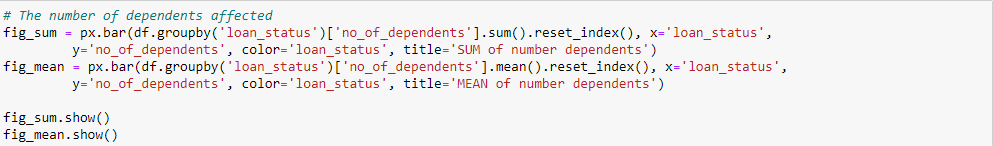 # The number of dependents affected
fig_sum = px.bar(df.groupby('loan_status')['no_of_dependents'].sum().reset_index(), x='loan_status',
y='no_of_dependents', color='loan_status', title='SUM of number dependents')
fig_mean = px.bar(df.groupby('loan_status')['no_of_dependents'].mean().reset_index(), x='loan_status',
y='no_of_dependents', color='loan_status', title='MEAN of number dependents')
fig_sum.show()
fig_mean.show()